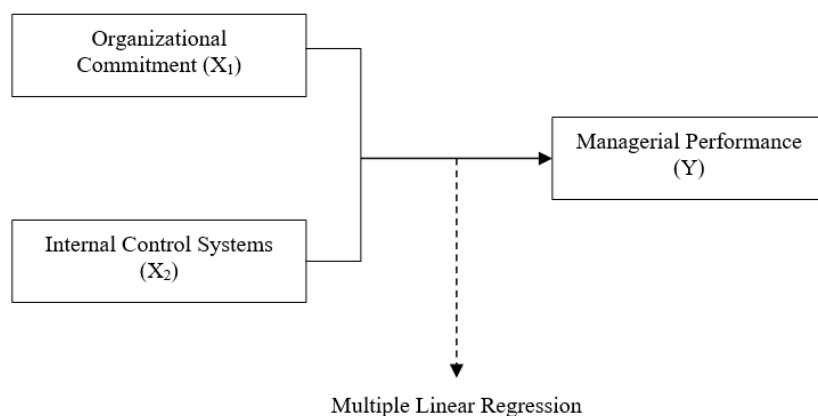 Organizational
Commitment (X₁)
Managerial Performance
(Y)
Internal Control Systems
(X₂)
Multiple Linear Regression